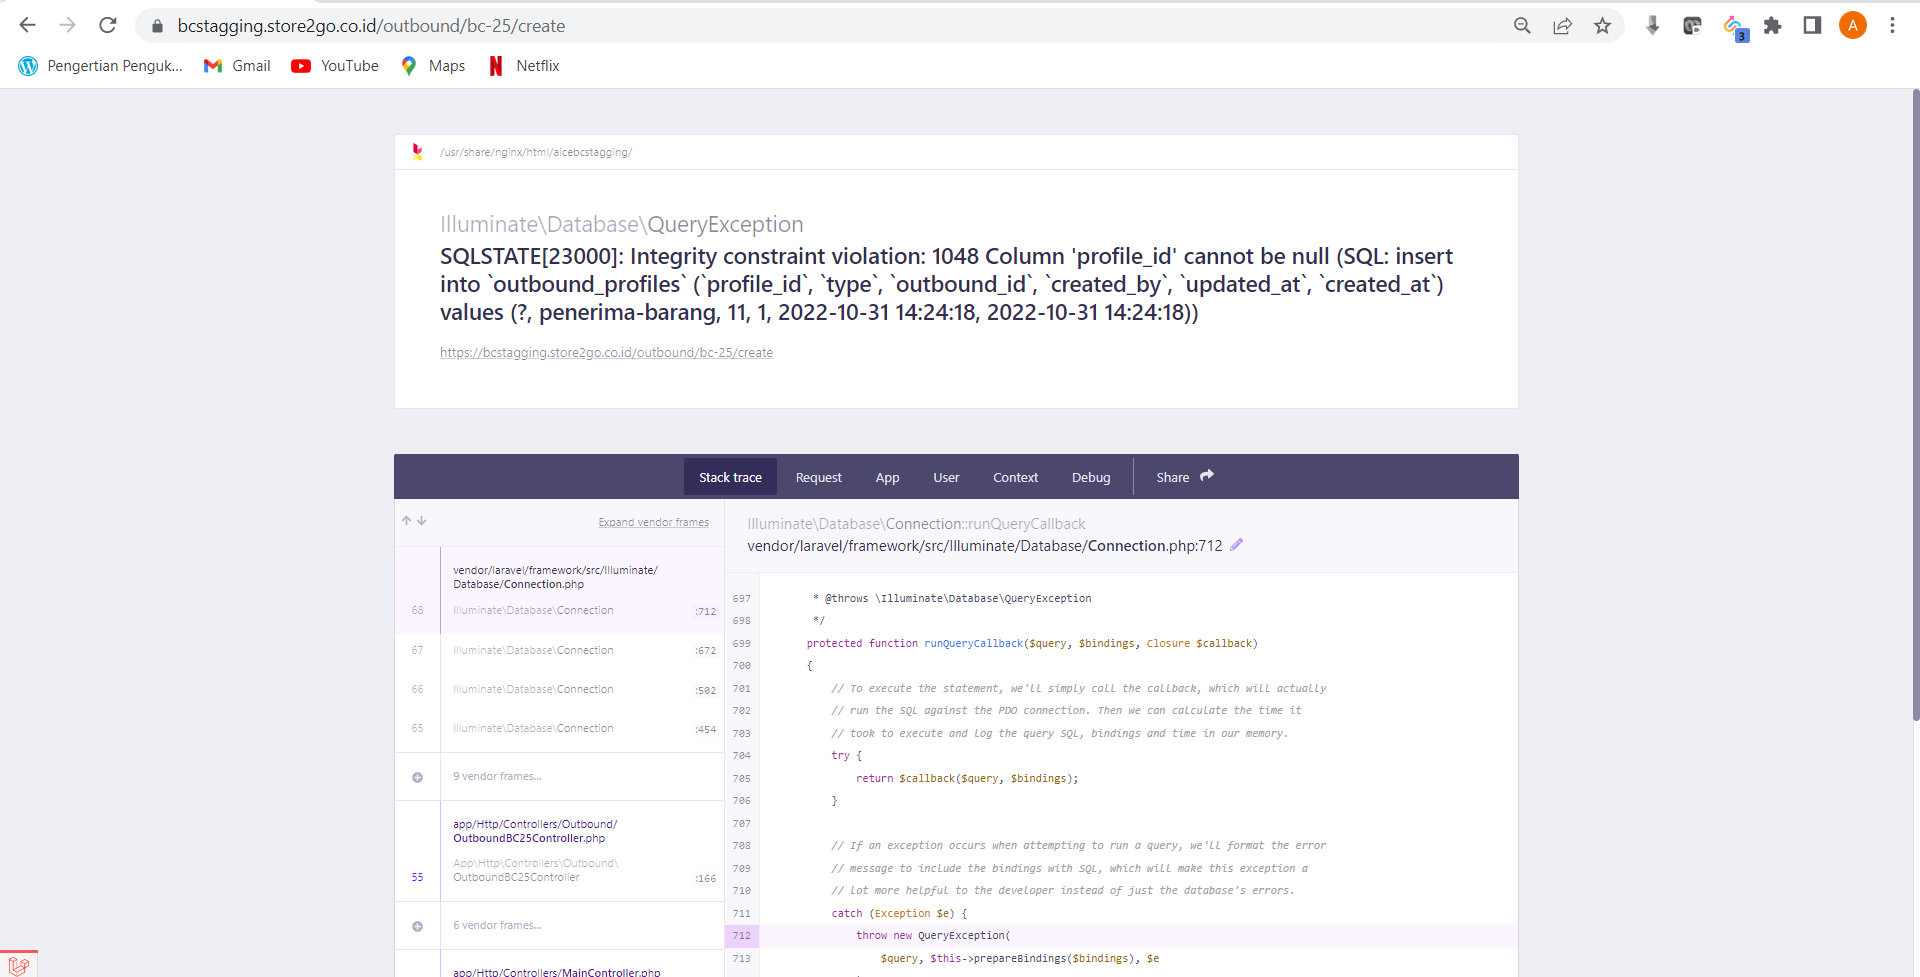 bcstagging.store2go.co.id/outbound/bc-25/create
3
A
Pengertian Penguk...
Gmail
YouTube
Maps
Netflix
/usr/share/nginx/html/aicebcstagging/
Illuminate\Database\QueryException
SQLSTATE[23000]: Integrity constraint violation: 1048 Column 'profile_id' cannot be null (SQL: insert
into `outbound_profiles` (`profile_id`, `type`, `outbound_id`, `created_by`, `updated_at`, `created_at`)
values (?, penerima-barang, 11, 1, 2022-10-31 14:24:18, 2022-10-31 14:24:18))
https://bcstagging.store2go.co.id/outbound/bc-25/create
Stack trace
Request
App
User
Context
Debug
Share
Expand vendor frames
vendor/laravel/framework/src/Illuminate/
Database/Connection.php
68 Illuminate\Database\Connection :712
67 Illuminate\Database\Connection :672
66 Illuminate\Database\Connection :502
65 Illuminate\Database\Connection :454
9 vendor frames...
app/Http/Controllers/Outbound/
OutboundBC25Controller.php
App\Http\Controllers\Outbound\
55 OutboundBC25Controller :166
6 vendor frames...
app/Http/Controllers/MainController.php
Illuminate\Database\Connection::runQueryCallback
vendor/laravel/framework/src/Illuminate/Database/Connection.php:712
697 * @throws \Illuminate\Database\QueryException
698 */
699 protected function runQueryCallback($query, $bindings, Closure $callback)
700 {
701 // To execute the statement, we'll simply call the callback, which will actually
702 // run the SQL against the PDO connection. Then we can calculate the time it
703 // took to execute and log the query SQL, bindings and time in our memory.
704 try {
705 return $callback($query, $bindings);
706 }
707
708 // If an exception occurs when attempting to run a query, we'll format the error
709 // message to include the bindings with SQL, which will make this exception a
710 // lot more helpful to the developer instead of just the database's errors.
711 catch (Exception $e) {
712 throw new QueryException(
713 $query, $this->prepareBindings($bindings), $e